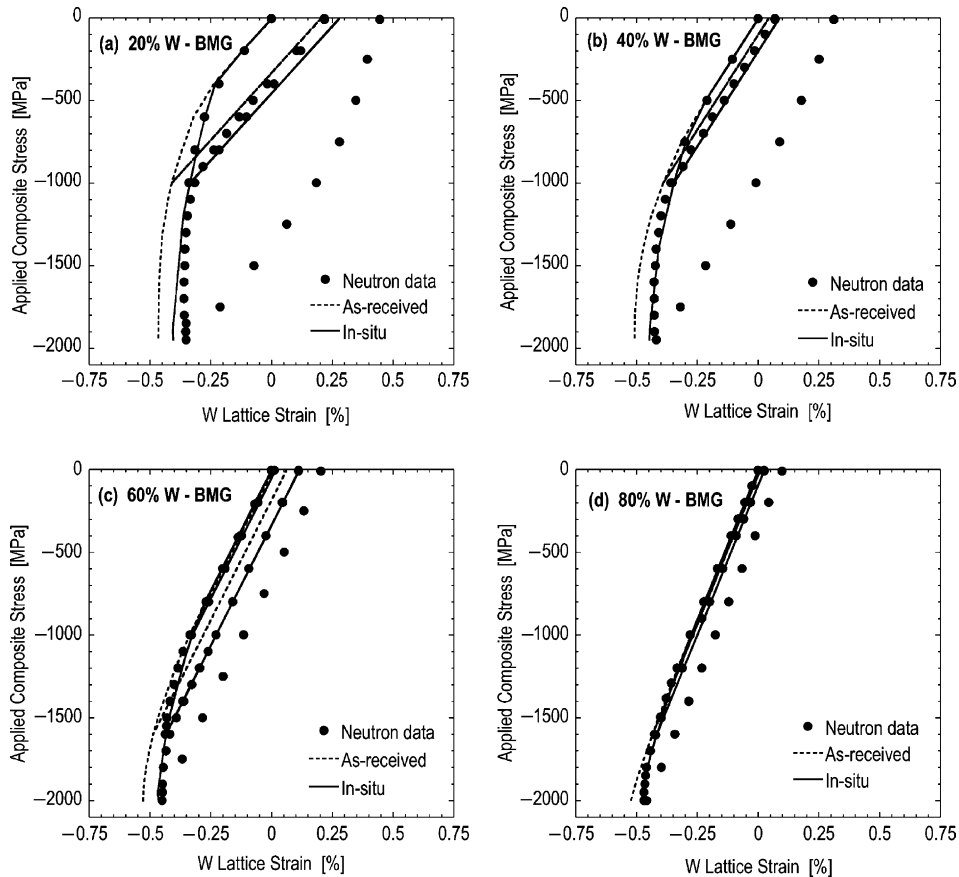 (a) 20% W - BMG
Applied Composite Stress [MPa]
0
−500
−1000
−1500
−2000
Neutron data
As-received
In-situ
−0.75 −0.5 −0.25 0 0.25 0.5 0.75
W Lattice Strain [%]
(b) 40% W - BMG
Applied Composite Stress [MPa]
0
−500
−1000
−1500
−2000
Neutron data
As-received
In-situ
−0.75 −0.5 −0.25 0 0.25 0.5 0.75
W Lattice Strain [%]
(c) 60% W - BMG
Applied Composite Stress [MPa]
0
−500
−1000
−1500
−2000
Neutron data
As-received
In-situ
−0.75 −0.5 −0.25 0 0.25 0.5 0.75
W Lattice Strain [%]
(d) 80% W - BMG
Applied Composite Stress [MPa]
0
−500
−1000
−1500
−2000
Neutron data
As-received
In-situ
−0.75 −0.5 −0.25 0 0.25 0.5 0.75
W Lattice Strain [%]